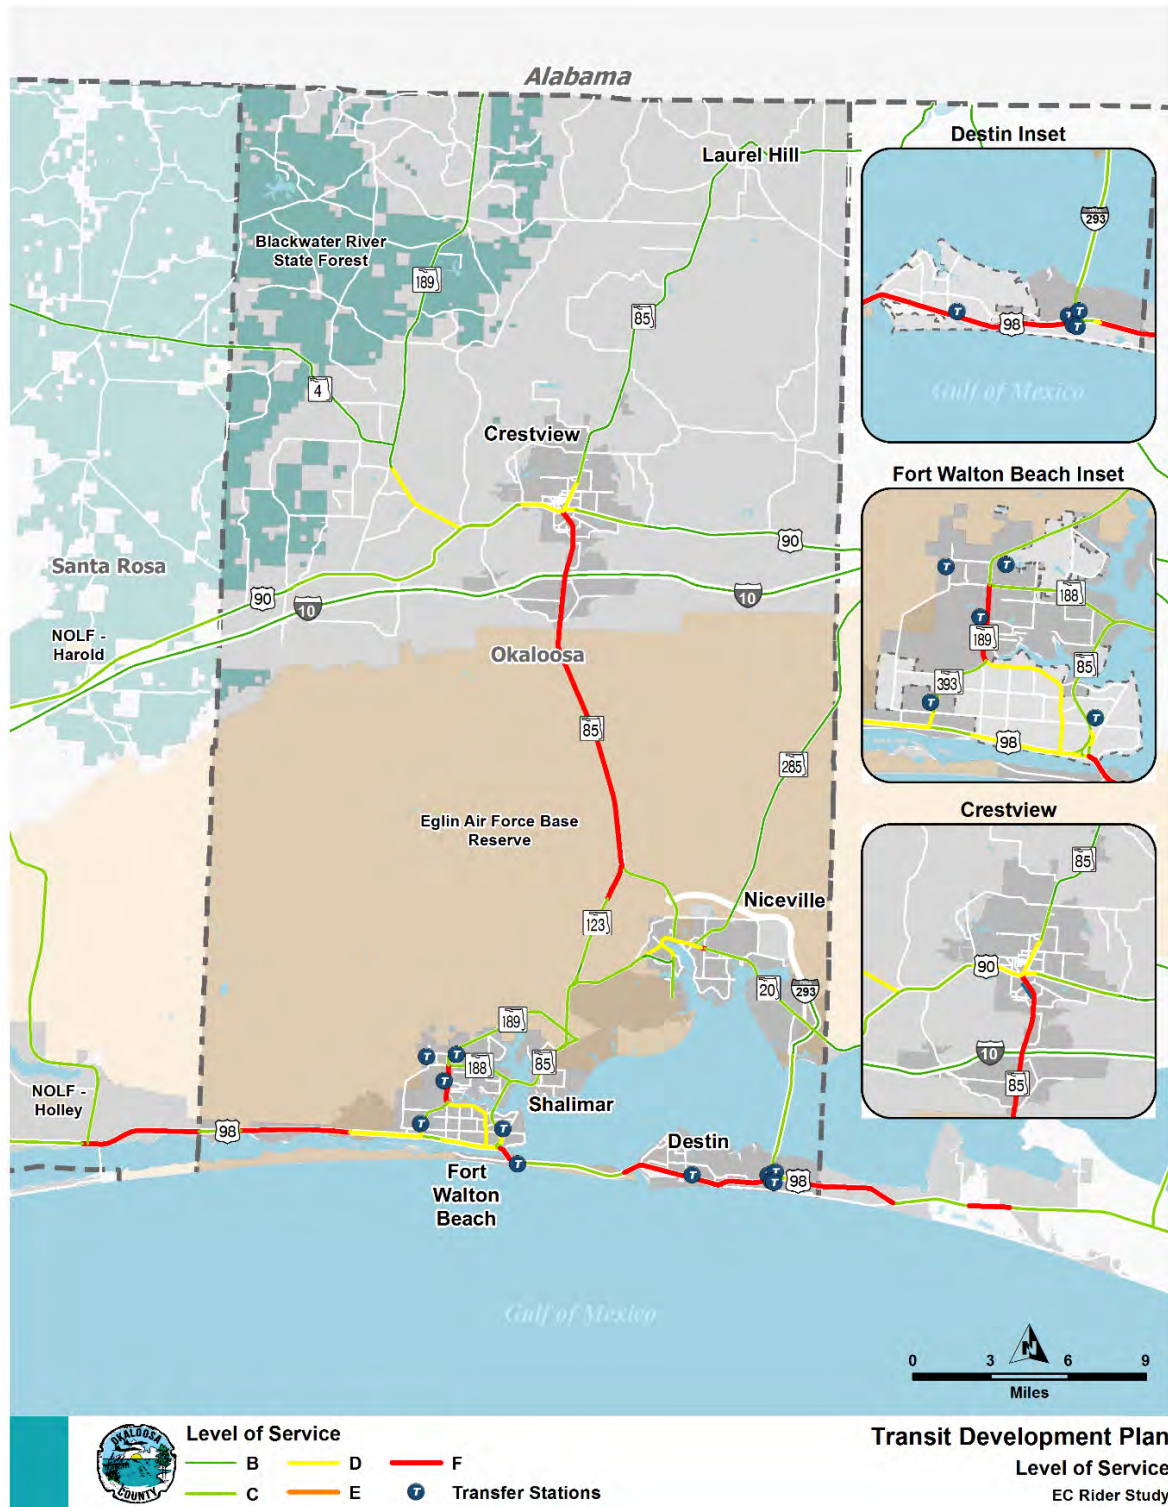 Alabama
Laurel Hill
Destin Inset
293
98
Gulf of Mexico
Blackwater River
State Forest
189
85
4
Crestview
90
Santa Rosa
90
10
10
NOLF -
Harold
Okaloosa
Fort Walton Beach Inset
188
189
85
393
98
85
285
Eglin Air Force Base
Reserve
Crestview
85
90
10
85
Niceville
123
20
293
189
188
85
NOLF -
Holley
Shalimar
98
Destin
98
Fort
Walton
Beach
Gulf of Mexico
N
0 3 6 9
Miles
OKALOOSA
COUNTY
Level of Service
B D F
C E T Transfer Stations
Transit Development Plan
Level of Service
EC Rider Study